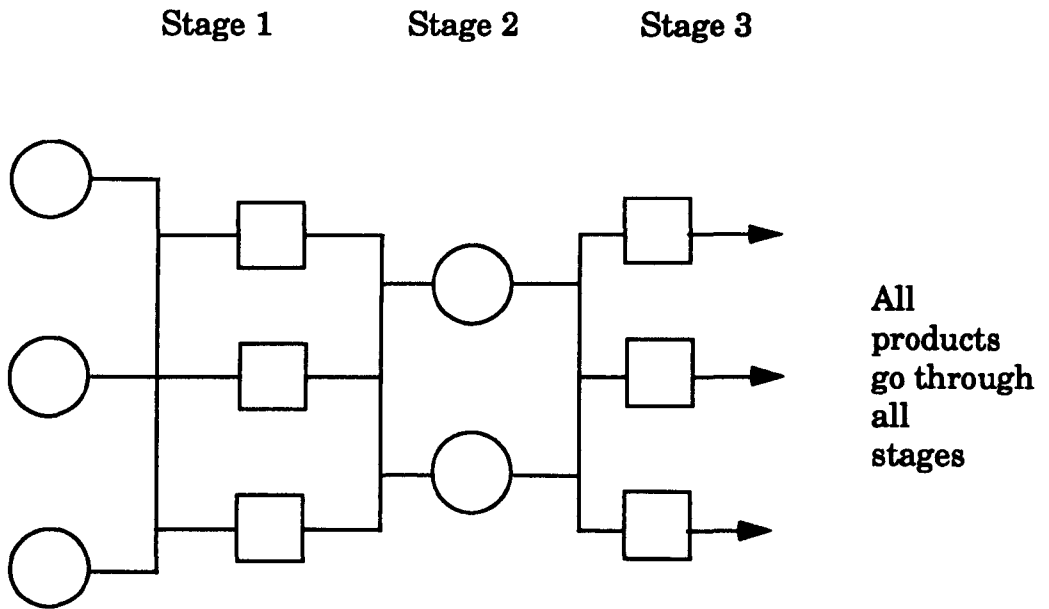 Stage 1 Stage 2 Stage 3
All
products
go through
all
stages